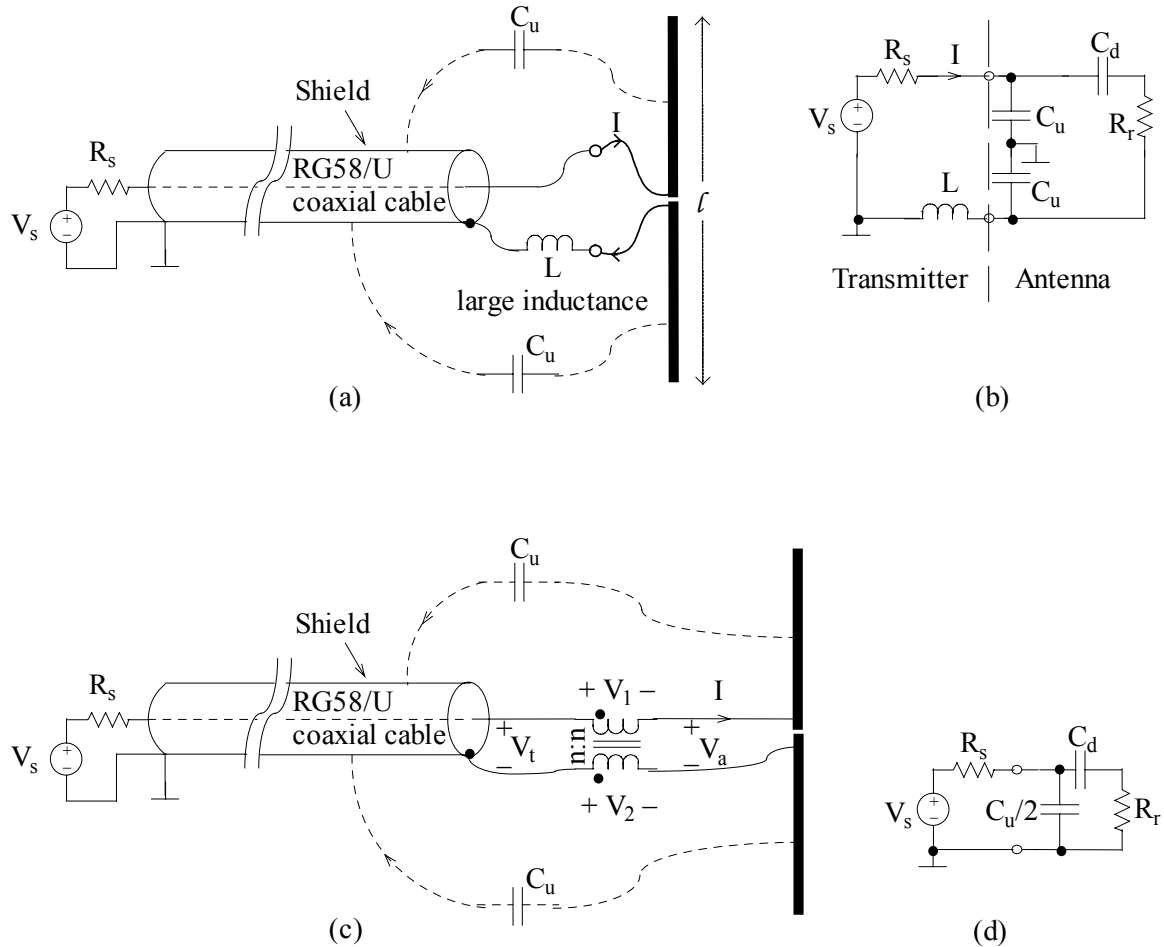 C_u
Shield
R_s
RG58/U
coaxial cable
V_s
+
−
I
l
L
large inductance
C_u
(a)
R_s
I
C_d
V_s
+
−
C_u
R_r
L
C_u
Transmitter
Antenna
(b)
C_u
Shield
R_s
RG58/U
coaxial cable
V_s
+
−
+ V_1 −
I
+
V_t
−
n:n
+
V_a
−
+ V_2 −
C_u
(c)
R_s
C_d
V_s
+
−
C_u/2
R_r
(d)